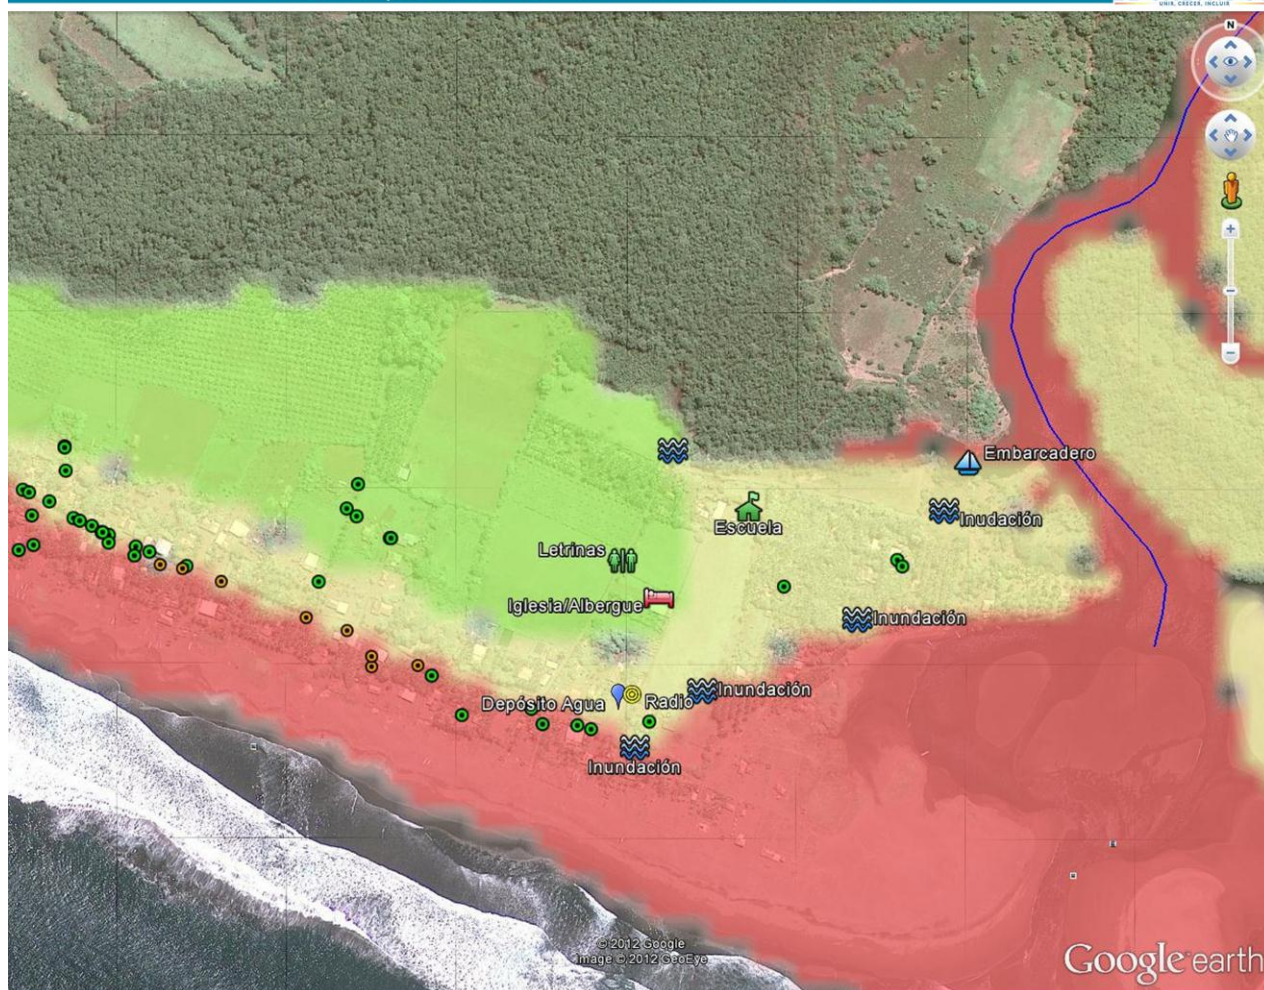 UNIR, CRECER, INCLUIR
N
Embarcadero
Inudación
Escuela
Letrinas
Iglesia/Albergue
Inundación
Inundación
Depósito Agua
Radio
Inundación
© 2012 Google
Image © 2012 GeoEye
Google earth